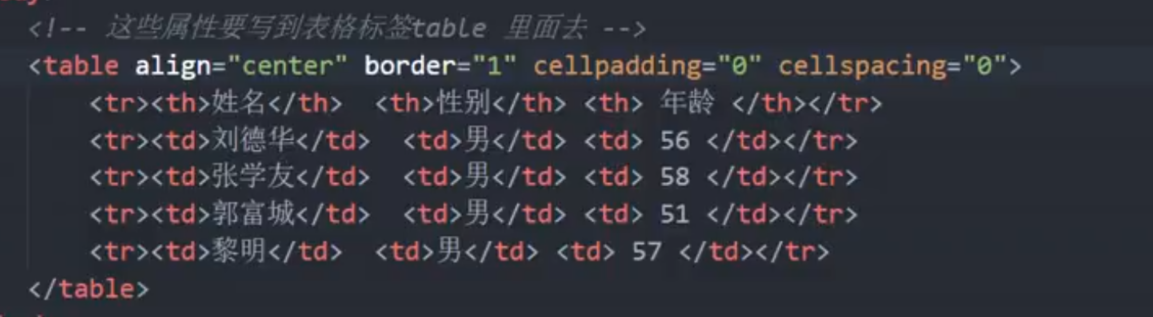 <!-- 这些属性要写到表格标签table 里面去 -->
<table align="center" border="1" cellpadding="0" cellspacing="0">
<tr><th>姓名</th>  <th>性别</th> <th> 年龄 </th></tr>
<tr><td>刘德华</td>  <td>男</td> <td> 56 </td></tr>
<tr><td>张学友</td>  <td>男</td> <td> 58 </td></tr>
<tr><td>郭富城</td>  <td>男</td> <td> 51 </td></tr>
<tr><td>黎明</td>  <td>男</td> <td> 57 </td></tr>
</table>